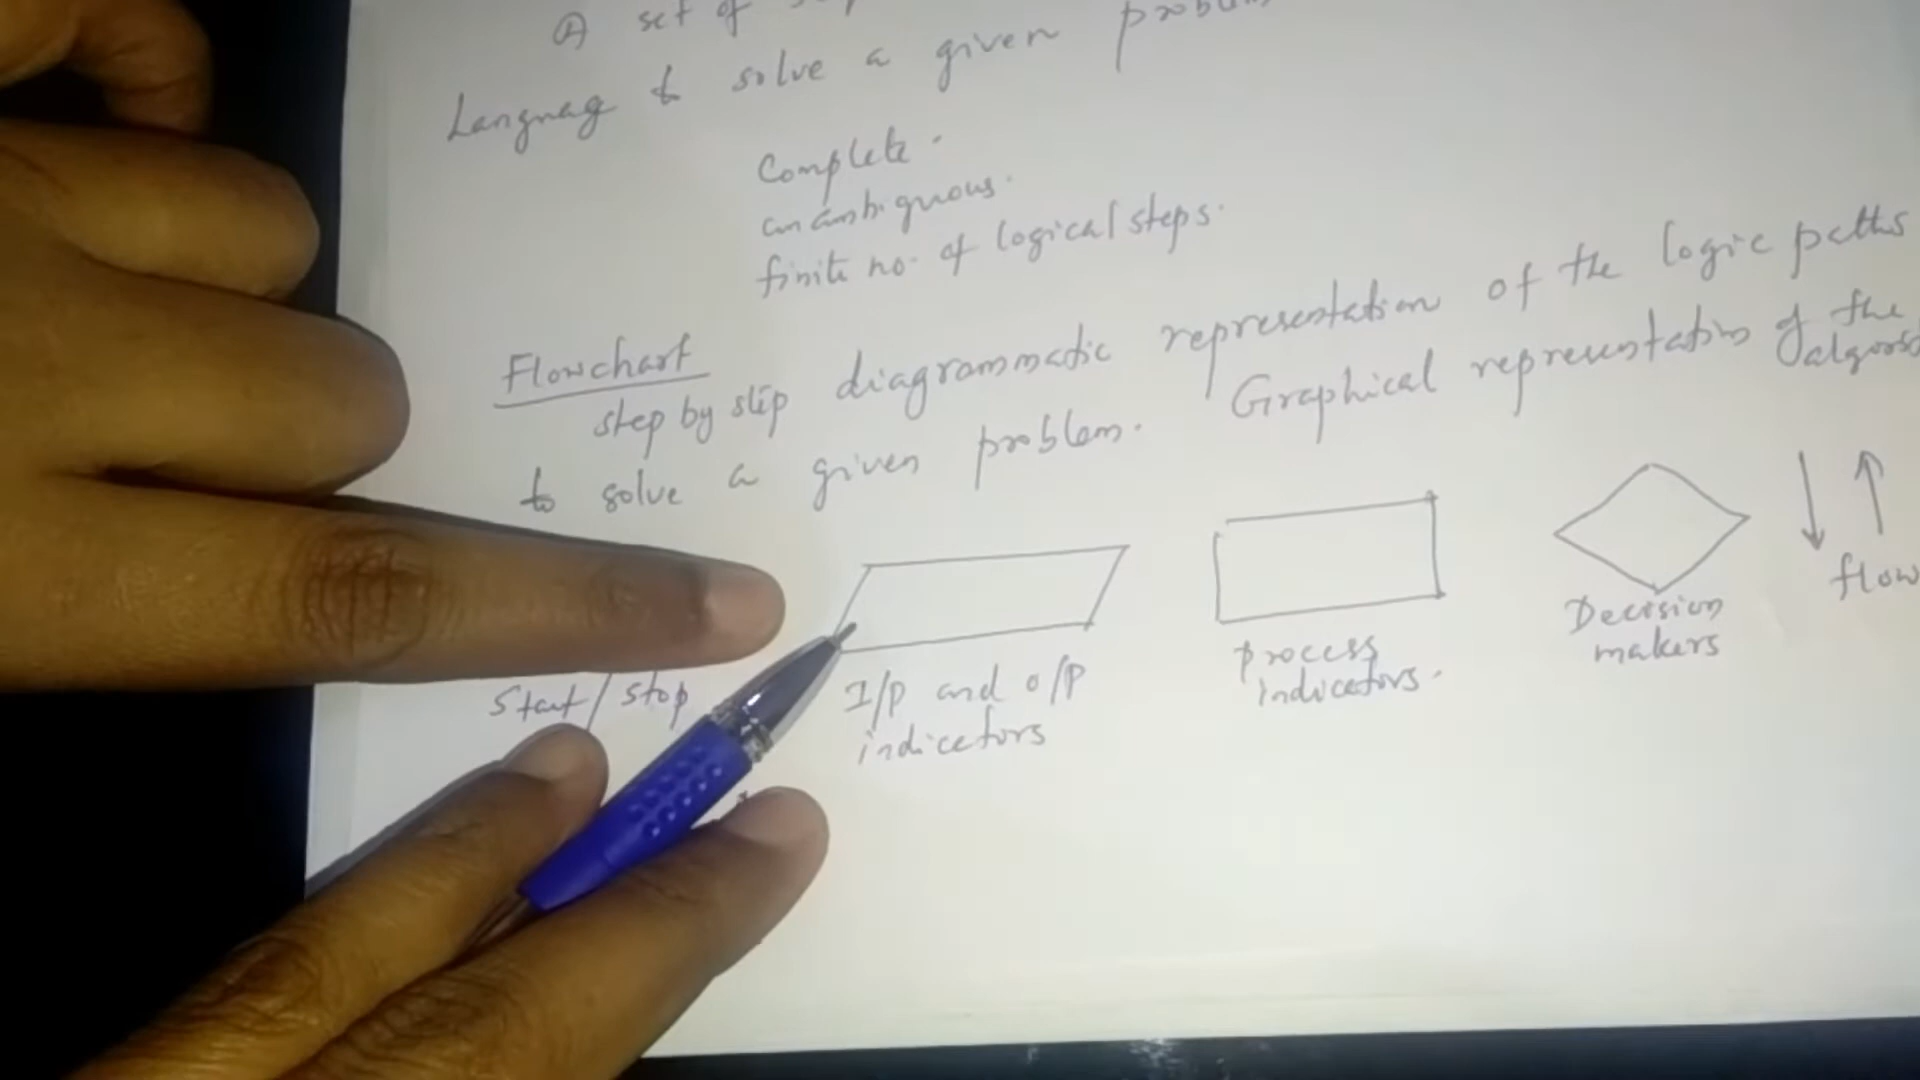 A set of
Languag to solve a given
Complete.
unambiguous.
finite no. of logical steps.
Flowchart
step by step diagrammatic representation of the logic paths
to solve a given problem. Graphical representation of the
Start/stop
I/P and O/P
indicators
Process
indicators.
Decision
makers
flow